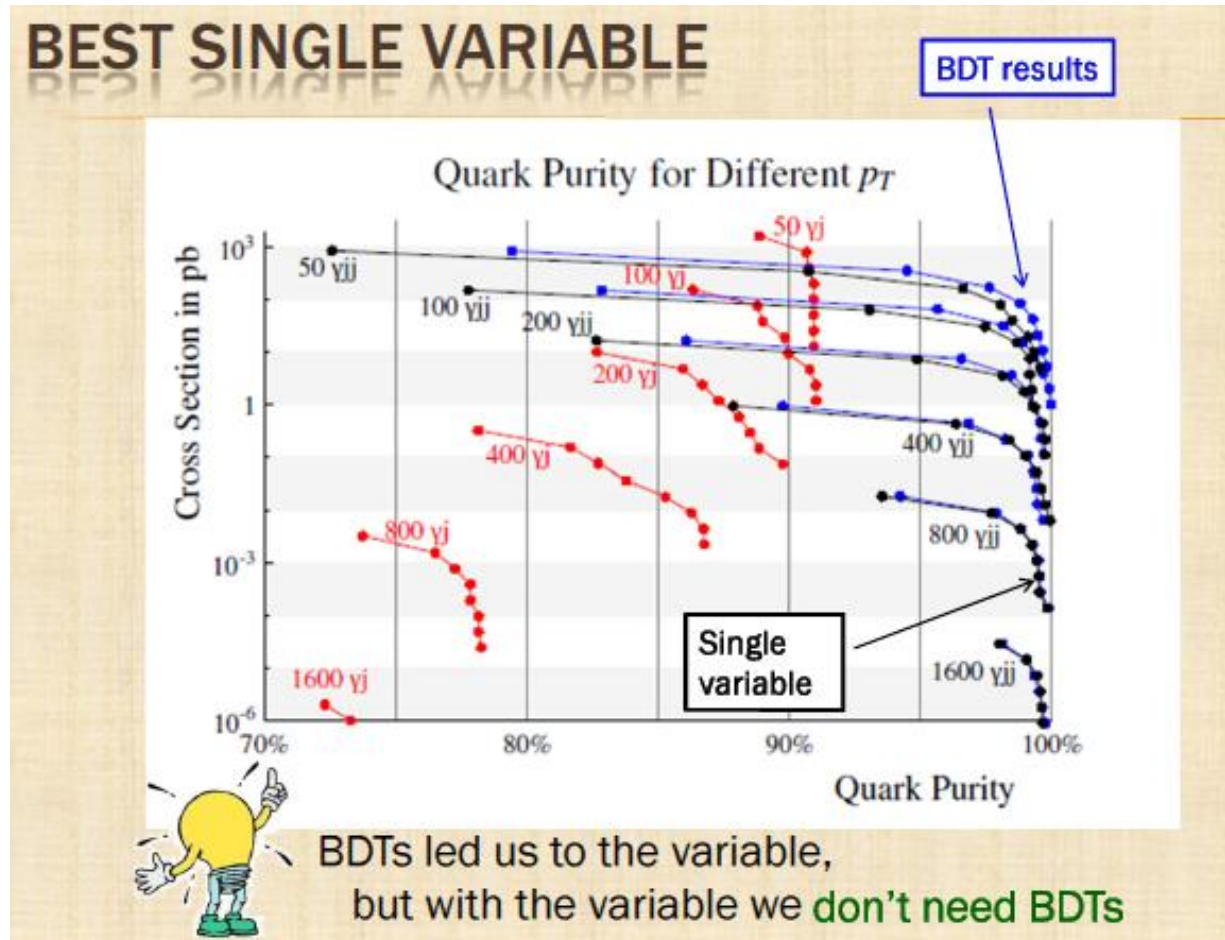 BEST SINGLE VARIABLE
BDT results
Quark Purity for Different pT
Cross Section in pb
10³
1
10⁻³
10⁻⁶
50 γjj
100 γjj
200 γjj
400 γjj
800 γjj
1600 γjj
50 γj
100 γj
200 γj
400 γj
800 γj
1600 γj
Single
variable
70%
80%
90%
100%
Quark Purity
BDTs led us to the variable,
but with the variable we don't need BDTs